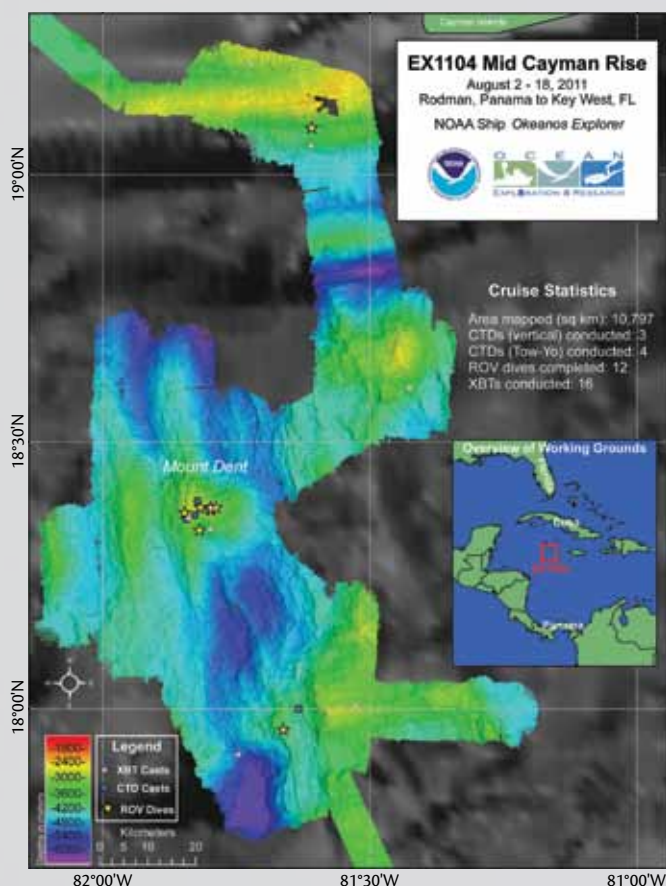 Cayman Islands
EX1104 Mid Cayman Rise
August 2 - 18, 2011
Rodman, Panama to Key West, FL
NOAA Ship Okeanos Explorer
NOAA
OCEAN
EXPLORATION & RESEARCH
19°00'N
Cruise Statistics
Area mapped (sq km): 10,797
CTDs (vertical) conducted: 3
CTDs (Tow-Yo) conducted: 4
ROV dives completed: 12
XBTs conducted: 16
18°30'N
Mount Dent
Overview of Working Grounds
Cuba
Panama
18°00'N
-1800-
-2400-
-3000-
-3600-
-4200-
Legend
XBT Casts
CTD Casts
ROV Dives
Kilometers
0 5 10 20
82°00'W
81°30'W
81°00'W